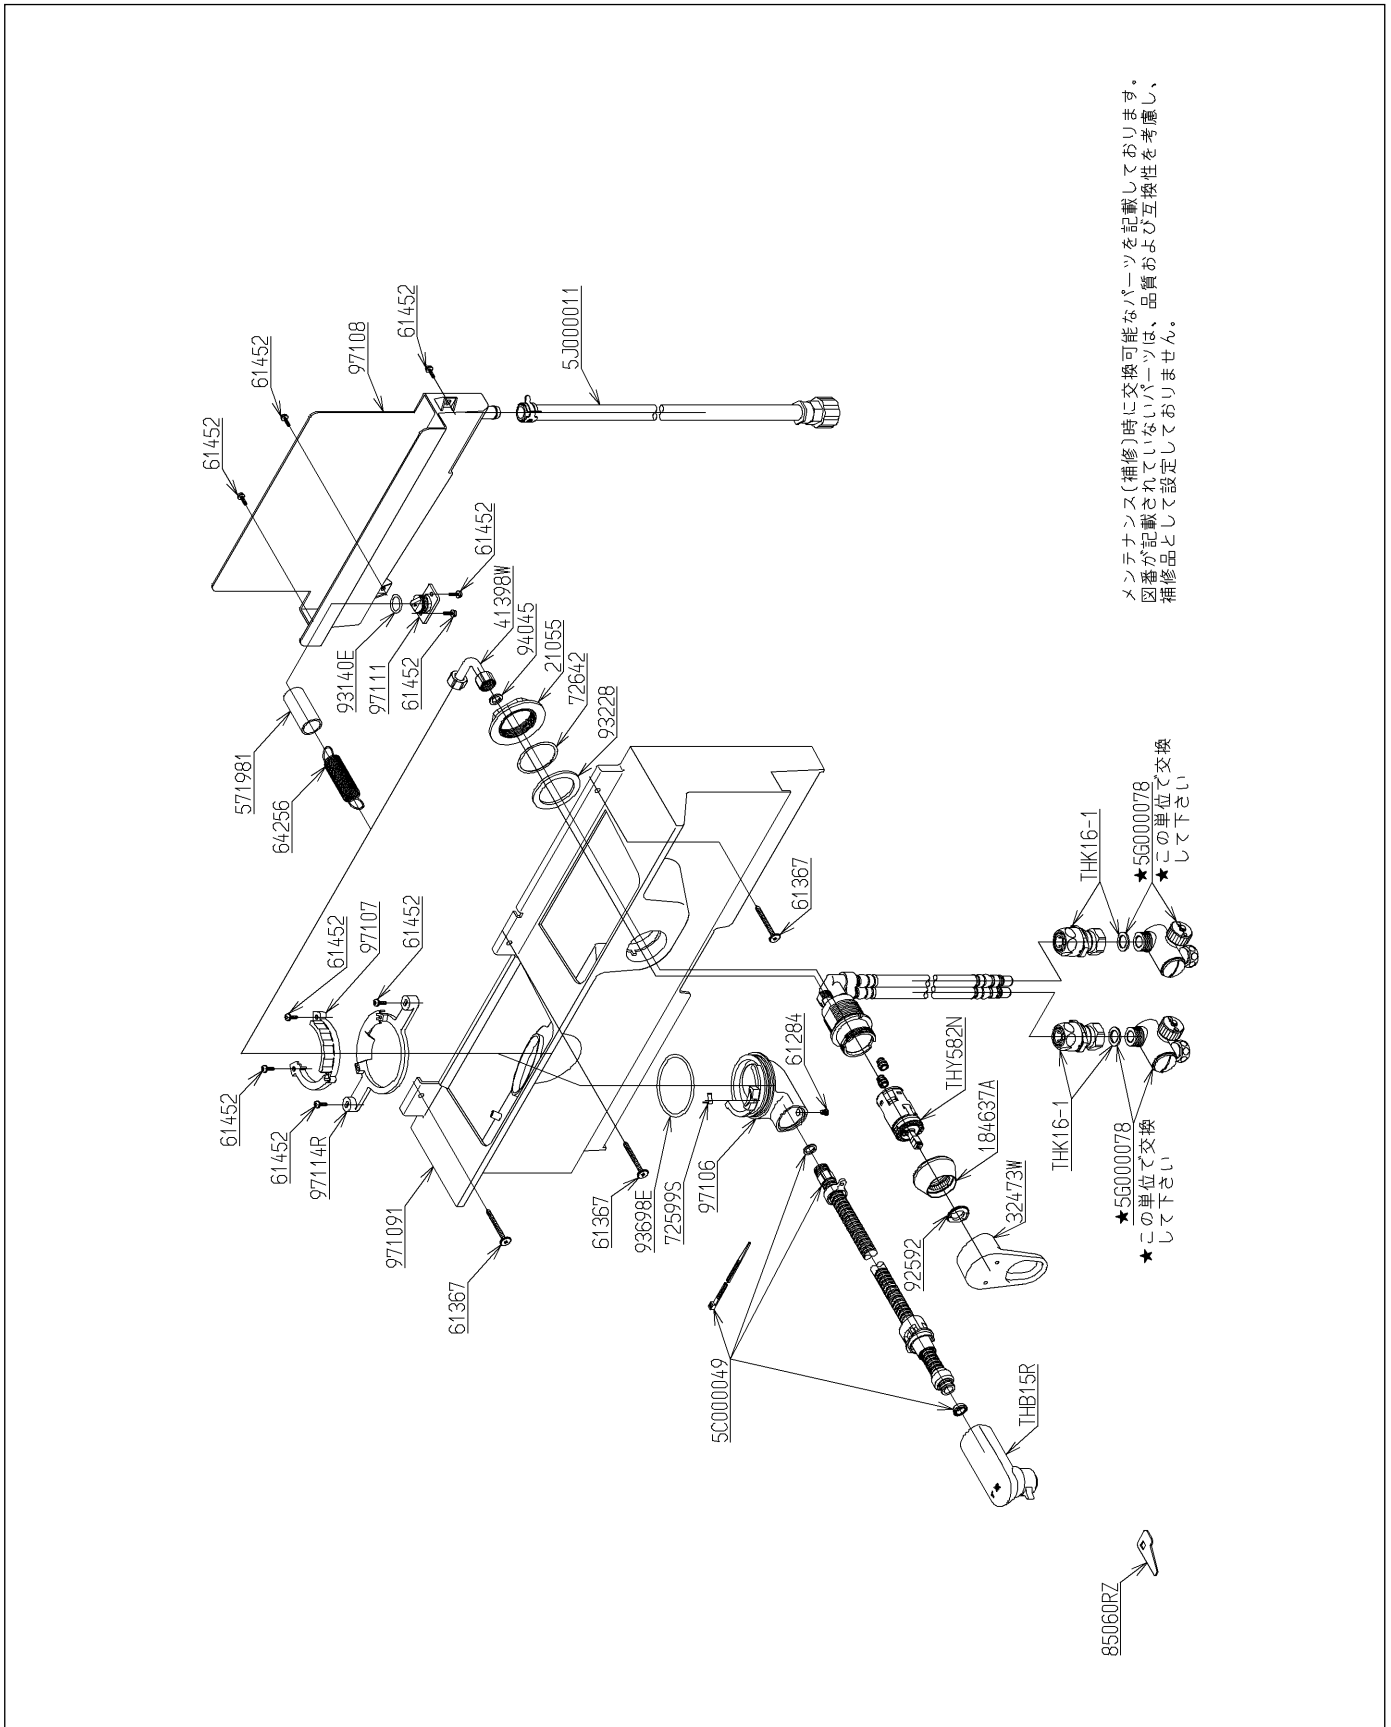 メンテナンス(補修)時に交換可能なパーツを記載しております。
図番が記載されていないパーツは、品質および互換性を考慮し、
補修品として設定しておりません。
61452
61452
97108
61452
5J000011
93140E
97111
61452
61452
41398W
94045
21055
72642
93228
571981
64256
61452
97107
61452
61452
61452
97114R
971091
61367
61367
61367
93698E
72599S
97106
61284
THY582N
184637A
32473W
92592
5C000049
THB15R
THK16-1
★5G000078
★この単位で交換
して下さい
THK16-1
★5G000078
★この単位で交換
して下さい
85060RZ